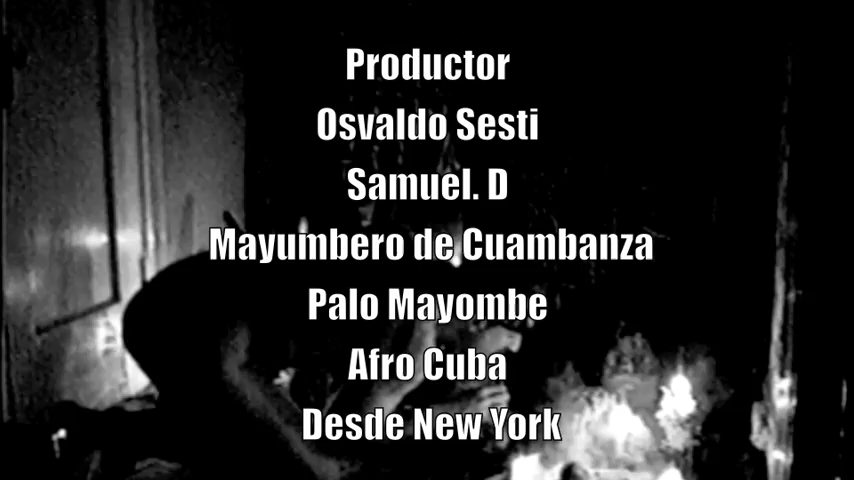 Productor
Osvaldo Sesti
Samuel. D
Mayumbero de Cuambanza
Palo Mayombe
Afro Cuba
Desde New York